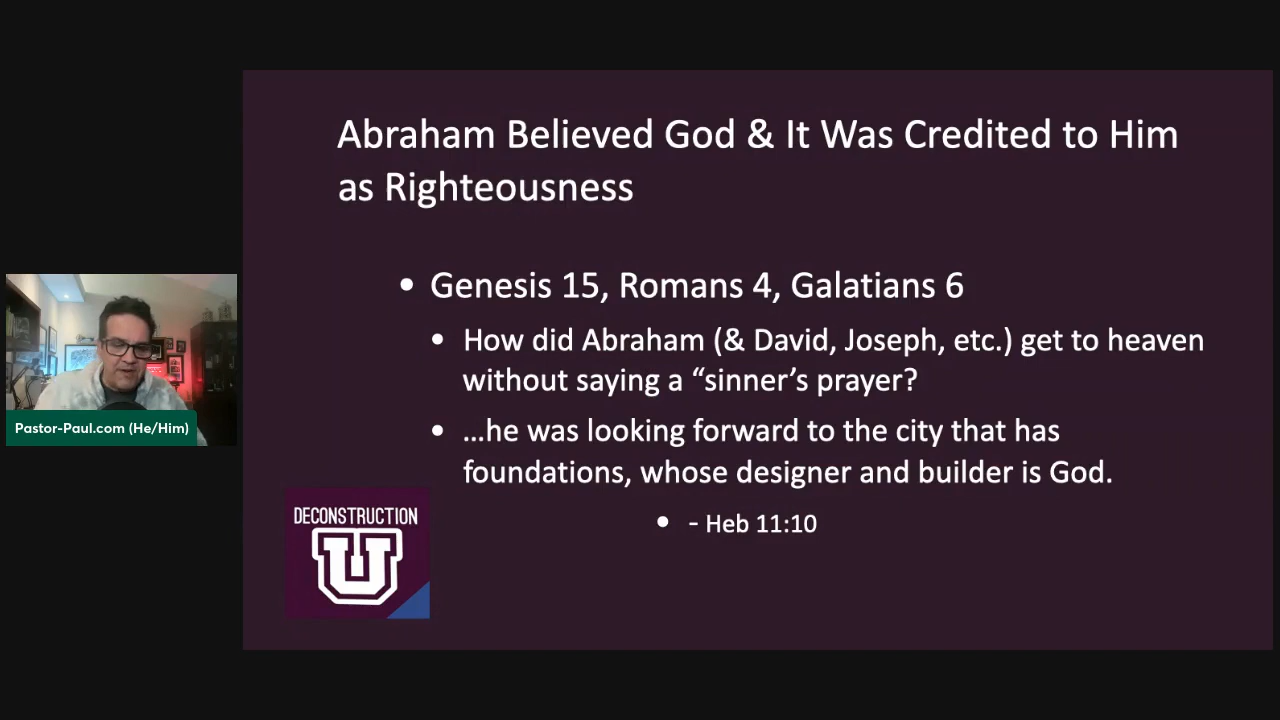 Abraham Believed God & It Was Credited to Him
as Righteousness
• Genesis 15, Romans 4, Galatians 6
• How did Abraham (& David, Joseph, etc.) get to heaven
without saying a “sinner’s prayer?
• …he was looking forward to the city that has
foundations, whose designer and builder is God.
• - Heb 11:10
DECONSTRUCTION
U
Pastor-Paul.com (He/Him)